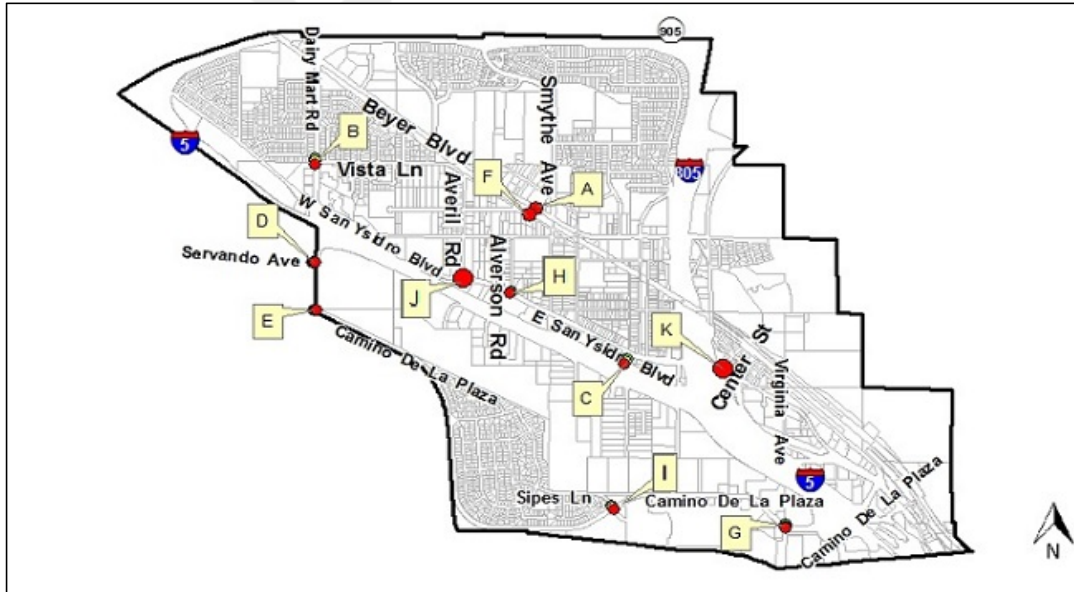 905
Dairy Mart Rd
Beyer Blvd
Smythe Ave
B
5
Vista Ln
805
F
A
Averil Rd
D
W San Ysidro Blvd
Servando Ave
Alverson Rd
H
J
E
E San Ysidro Blvd
K
Center St
Camino De La Plaza
C
Virginia Ave
I
5
Sipes Ln
Camino De La Plaza
Camino De La Plaza
G
N